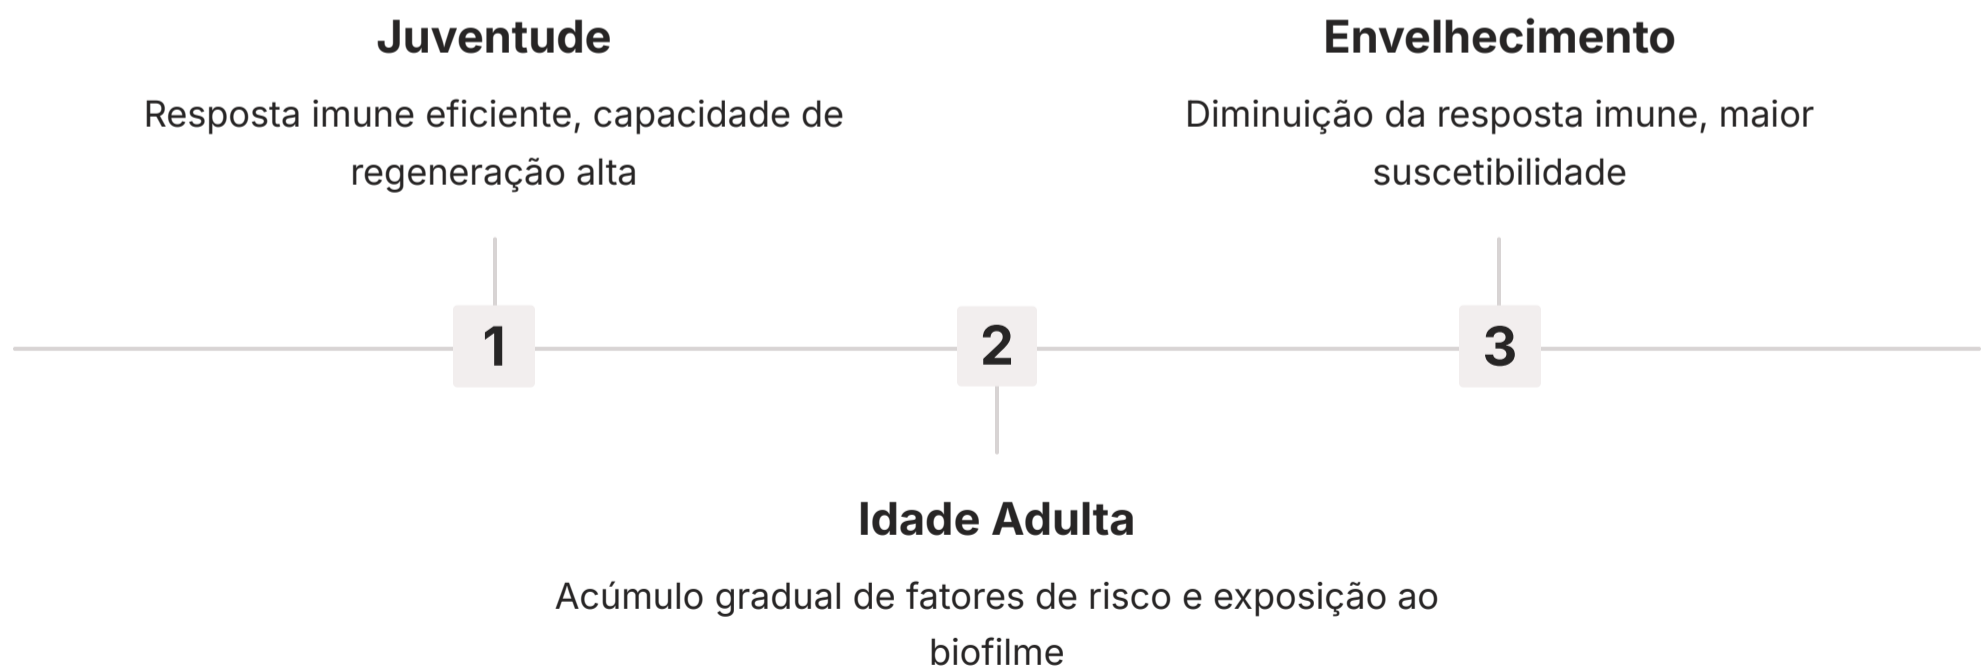 Juventude
Resposta imune eficiente, capacidade de
regeneração alta
Envelhecimento
Diminuição da resposta imune, maior
suscetibilidade
1
2
3
Idade Adulta
Acúmulo gradual de fatores de risco e exposição ao
biofilme